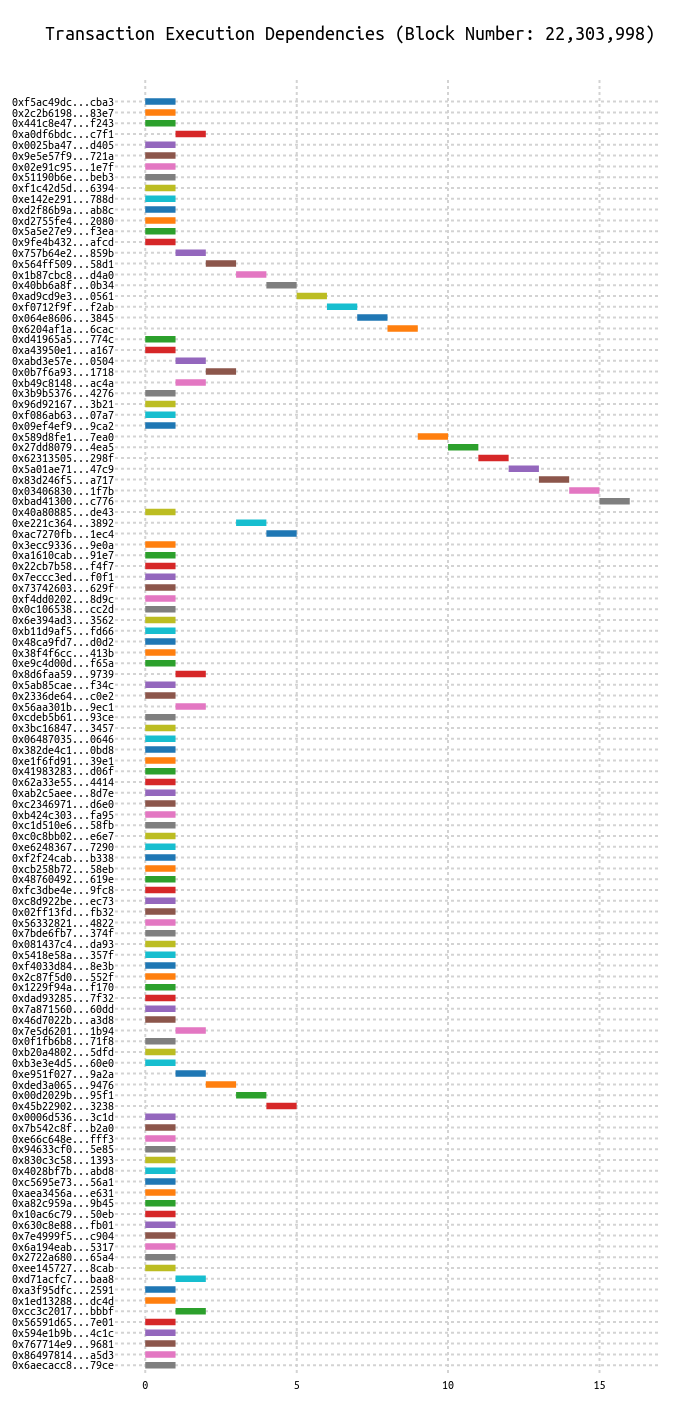 Transaction Execution Dependencies (Block Number: 22,303,998)
0xf5ac49dc...cba3
0x2c2b6198...83e7
0x441c8e47...f243
0xa0df6bdc...c7f1
0x0025ba47...d405
0x9e5e57f9...721a
0x02e91c95...1e7f
0x51190b6e...beb3
0xf1c42d5d...6394
0xe142e291...788d
0xd2f86b9a...ab8c
0xd2755fe4...2080
0x5a5e27e9...f3ea
0x9fe4b432...afcd
0x757b64e2...859b
0x564ff509...58d1
0x1b87cbc8...d4a0
0x40bb6a8f...0b34
0xad9cd9e3...0561
0xf0712f9f...f2ab
0x064e8606...3845
0x6204af1a...6cac
0xd41965a5...774c
0xa43950e1...a167
0xabd3e57e...0504
0x0b7f6a93...1718
0xb49c8148...ac4a
0x3b9b5376...4276
0x96d92167...3b21
0xf086ab63...07a7
0x09ef4ef9...9ca2
0x589d8fe1...7ea0
0x27dd8079...4ea5
0x62313505...298f
0x5a01ae71...47c9
0x83d246f5...a717
0x03406830...1f7b
0xbad41300...c776
0x40a80885...de43
0xe221c364...3892
0xac7270fb...1ec4
0x3ecc9336...9e0a
0xa1610cab...91e7
0x22cb7b58...f4f7
0x7eccc3ed...f0f1
0x73742603...629f
0xf4dd0202...8d9c
0x0c106538...cc2d
0x6e394ad3...3562
0xb11d9af5...fd66
0x48ca9fd7...d0d2
0x38f4f6cc...413b
0xe9c4d00d...f65a
0x8d6faa59...9739
0x5ab85cae...f34c
0x2336de64...c0e2
0x56aa301b...9ec1
0xcdeb5b61...93ce
0x3bc16847...3457
0x06487035...0646
0x382de4c1...0bd8
0xe1f6fd91...39e1
0x41983283...d06f
0x62a33e55...4414
0xab2c5aee...8d7e
0xc2346971...d6e0
0xb424c303...fa95
0xc1d510e6...58fb
0xc0c8bb02...e6e7
0xe6248367...7290
0xf2f24cab...b338
0xcb258b72...58eb
0x48760492...619e
0xfc3dbe4e...9fc8
0xc8d922be...ec73
0x02ff13fd...fb32
0x56332821...4822
0x7bde6fb7...374f
0x081437c4...da93
0x5418e58a...357f
0xf4033d84...8e3b
0x2c87f5d0...552f
0x1229f94a...f170
0xdad93285...7f32
0x7a871560...60dd
0x46d7022b...a3d8
0x7e5d6201...1b94
0x0f1fb6b8...71f8
0xb20a4802...5dfd
0xb3e3e4d5...60e0
0xe951f027...9a2a
0xded3a065...9476
0x00d2029b...95f1
0x45b22902...3238
0x0006d536...3c1d
0x7b542c8f...b2a0
0xe66c648e...fff3
0x94633cf0...5e85
0x830c3c58...1393
0x4028bf7b...abd8
0xc5695e73...56a1
0xaea3456a...e631
0xa82c959a...9b45
0x10ac6c79...50eb
0x630c8e88...fb01
0x7e4999f5...c904
0x6a194eab...5317
0x2722a680...65a4
0xee145727...8cab
0xd71acfc7...baa8
0xa3f95dfc...2591
0x1ed13288...dc4d
0xcc3c2017...bbbf
0x56591d65...7e01
0x594e1b9b...4c1c
0x767714e9...9681
0x86497814...a5d3
0x6aecacc8...79ce
0 5 10 15